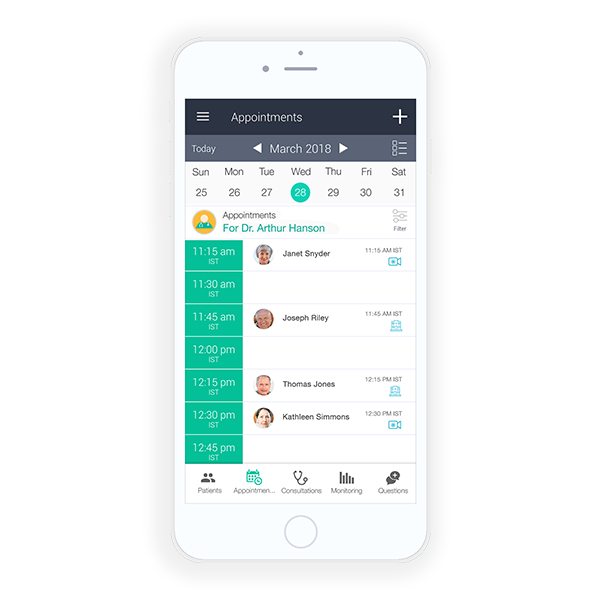 Appointments
Today
March 2018
Sun Mon Tue Wed Thu Fri Sat
25 26 27 28 29 30 31
Appointments
For Dr. Arthur Hanson
Filter
11:15 am
IST
Janet Snyder
11:15 AM IST
11:30 am
IST
11:45 am
IST
Joseph Riley
11:45 AM IST
12:00 pm
IST
12:15 pm
IST
Thomas Jones
12:15 PM IST
12:30 pm
IST
Kathleen Simmons
12:30 PM IST
12:45 pm
IST
Patients Appointmen... Consultations Monitoring Questions